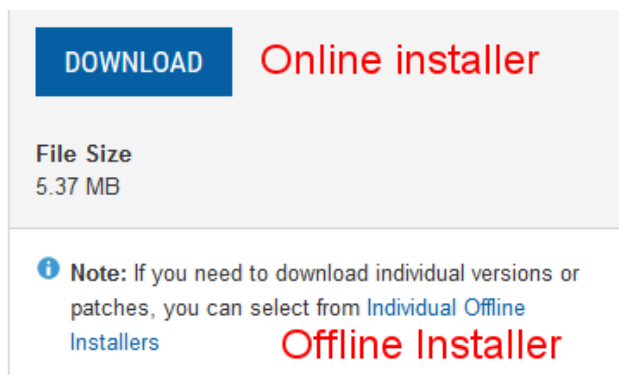 DOWNLOAD Online installer
File Size
5.37 MB
Note: If you need to download individual versions or
patches, you can select from Individual Offline
Installers Offline Installer